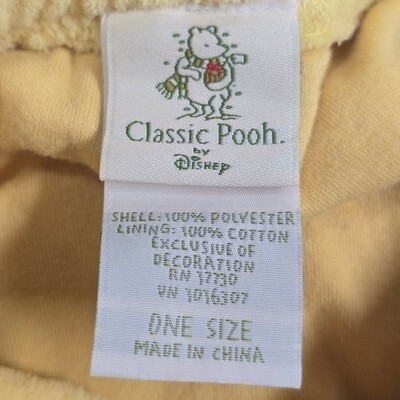 Classic Pooh.
by
Disney
SHELL: 100% POLYESTER
LINING: 100% COTTON
EXCLUSIVE OF
DECORATION
RN 17730
VN 1016307
ONE SIZE
MADE IN CHINA